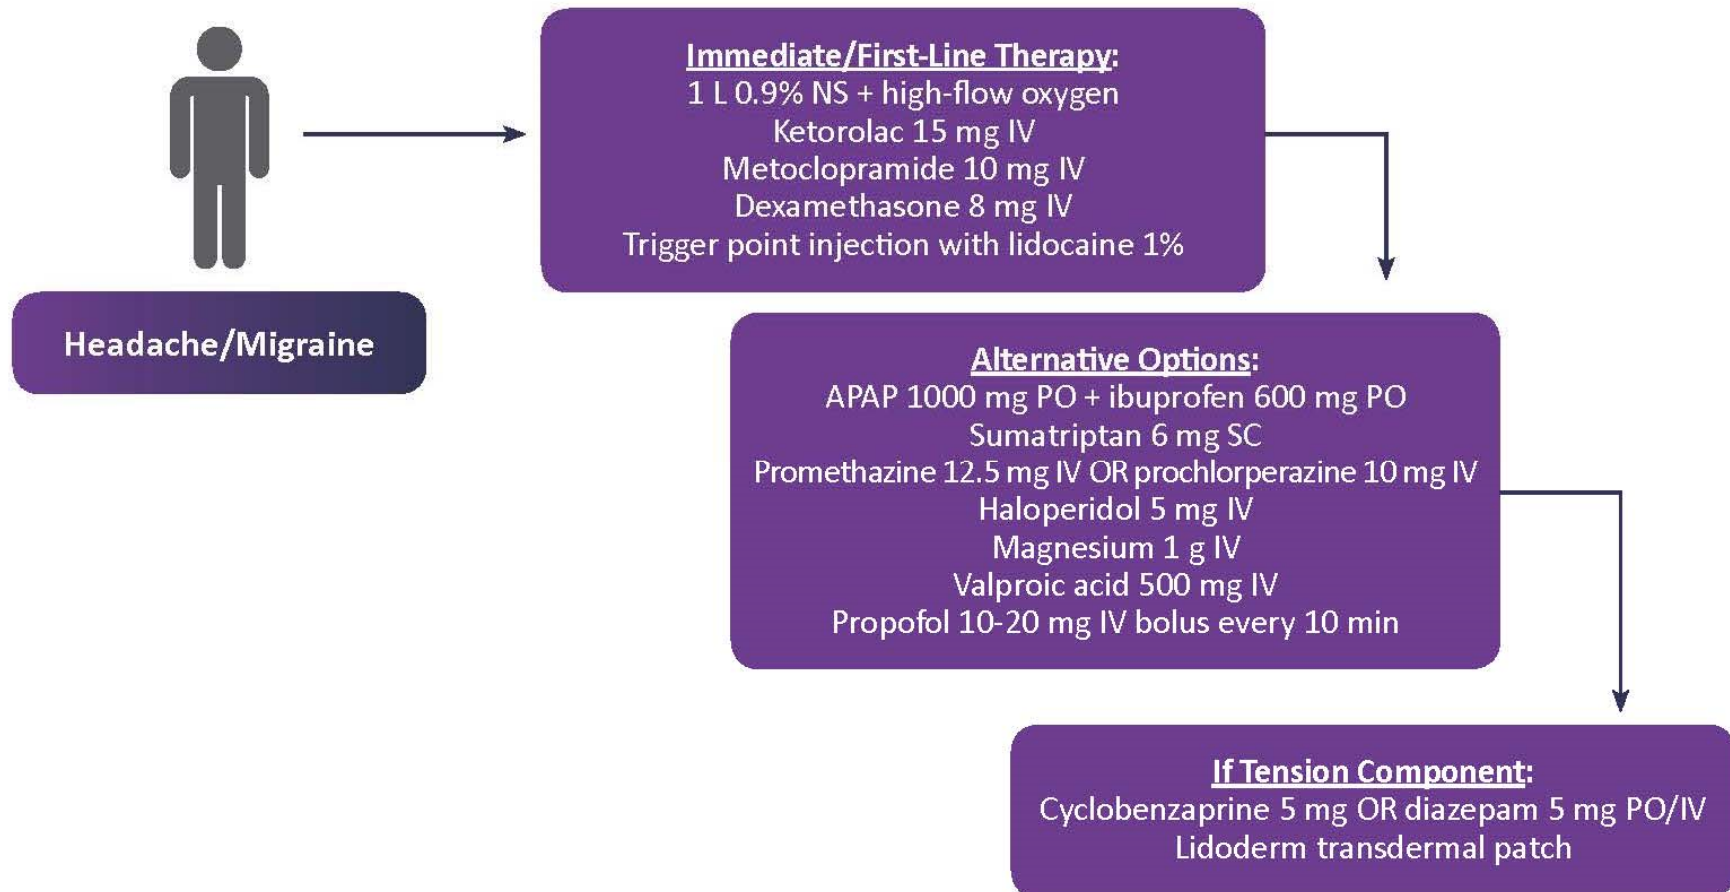 Immediate/First-Line Therapy:
1 L 0.9% NS + high-flow oxygen
Ketorolac 15 mg IV
Metoclopramide 10 mg IV
Dexamethasone 8 mg IV
Trigger point injection with lidocaine 1%
Headache/Migraine
Alternative Options:
APAP 1000 mg PO + ibuprofen 600 mg PO
Sumatriptan 6 mg SC
Promethazine 12.5 mg IV OR prochlorperazine 10 mg IV
Haloperidol 5 mg IV
Magnesium 1 g IV
Valproic acid 500 mg IV
Propofol 10-20 mg IV bolus every 10 min
If Tension Component:
Cyclobenzaprine 5 mg OR diazepam 5 mg PO/IV
Lidoderm transdermal patch